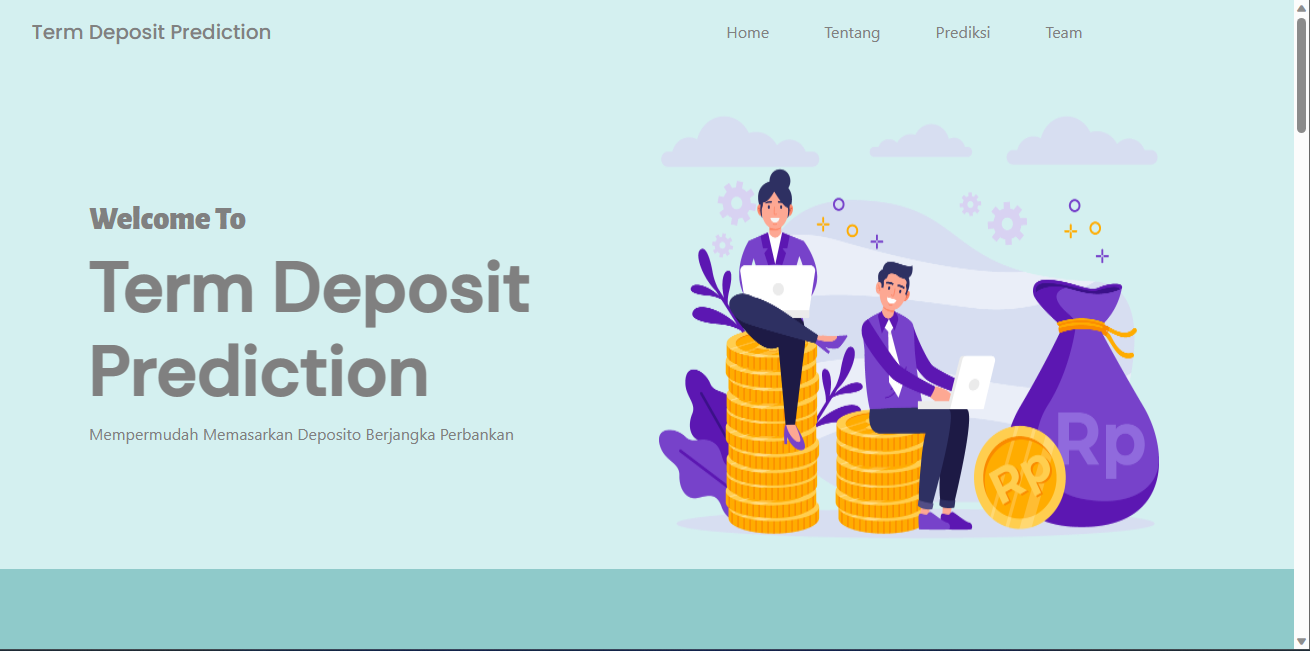 Term Deposit Prediction
Home Tentang Prediksi Team
Welcome To
Term Deposit
Prediction
Mempermudah Memasarkan Deposito Berjangka Perbankan
Rp
Rp